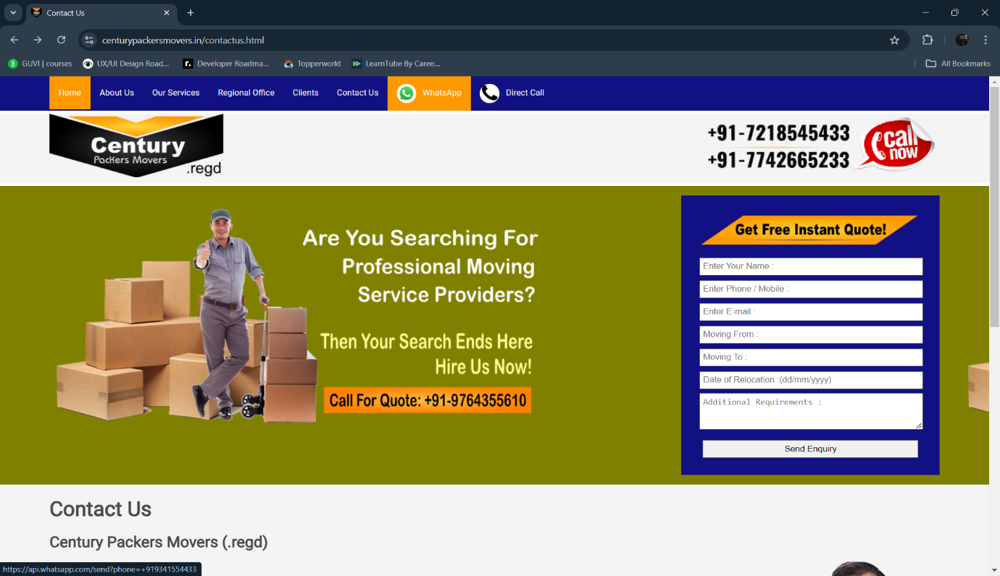 Contact Us
centurypackersmovers.in/contactus.html
GUVI | courses
UX/UI Design Road...
r.
Developer Roadma...
Topperworld
LearnTube By Caree...
All Bookmarks
Home
About Us
Our Services
Regional Office
Clients
Contact Us
WhatsApp
Direct Call
Century
Packers Movers
.regd
+91-7218545433
+91-7742665233
call
now
Are You Searching For
Professional Moving
Service Providers?
Then Your Search Ends Here
Hire Us Now!
Call For Quote: +91-9764355610
Get Free Instant Quote!
Enter Your Name :
Enter Phone / Mobile :
Enter E-mail :
Moving From :
Moving To :
Date of Relocation :(dd/mm/yyyy)
Additional Requirements :
Send Enquiry
Contact Us
Century Packers Movers (.regd)
https://api.whatsapp.com/send?phone=+919341554433